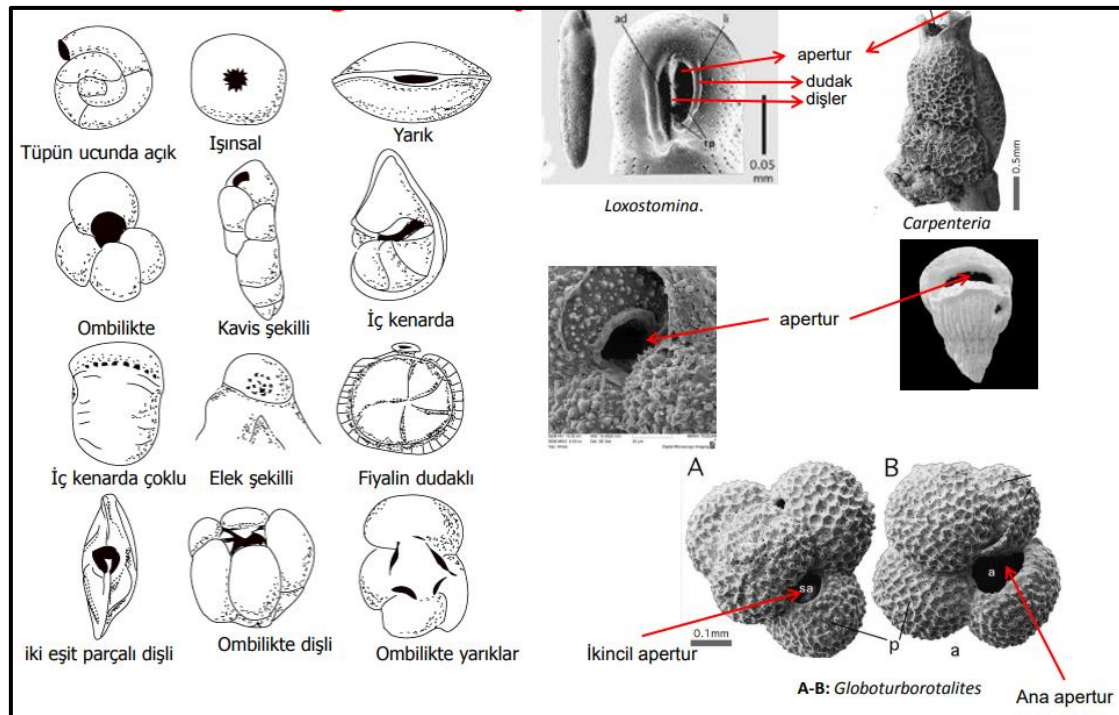 Tüpün ucunda açık
Işınsal
Yarık
Ombilikte
Kavis şekilli
İç kenarda
İç kenarda çoklu
Elek şekilli
Fiyalin dudaklı
iki eşit parçalı dişli
Ombilikte dişli
Ombilikte yarıklar
ad
li
apertur
dudak
dişler
rp
0.05
mm
Loxostomina.
0.5mm
Carpenteria
apertur
A
B
sa
a
0.1mm
p
a
İkincil apertur
A-B: Globoturborotalites
Ana apertur